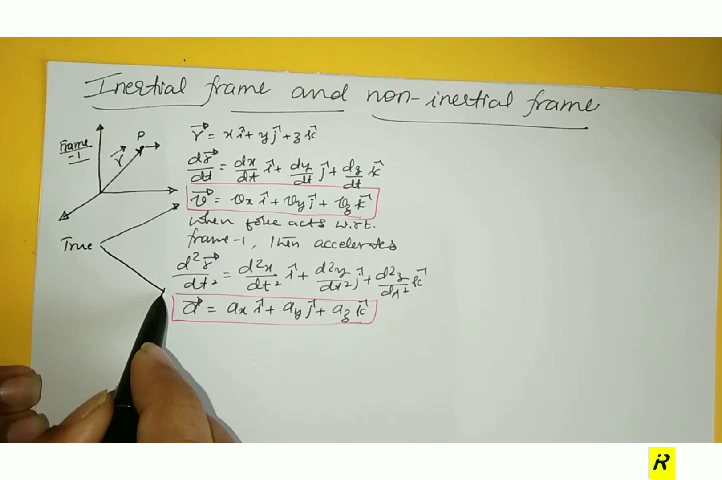 Inertial frame and non-inertial frame
Frame
-1
P
r⃗
r⃗ = x i⃗ + y j⃗ + z k⃗
dr⃗/dt = dx/dt i⃗ + dy/dt j⃗ + dz/dt k⃗
v⃗ = vx i⃗ + vy j⃗ + vz k⃗
when force acts w.r.t.
frame-1, then accelerates
True
d²r⃗/dt² = d²x/dt² i⃗ + d²y/dt² j⃗ + d²z/dt² k⃗
a⃗ = ax i⃗ + ay j⃗ + az k⃗
R